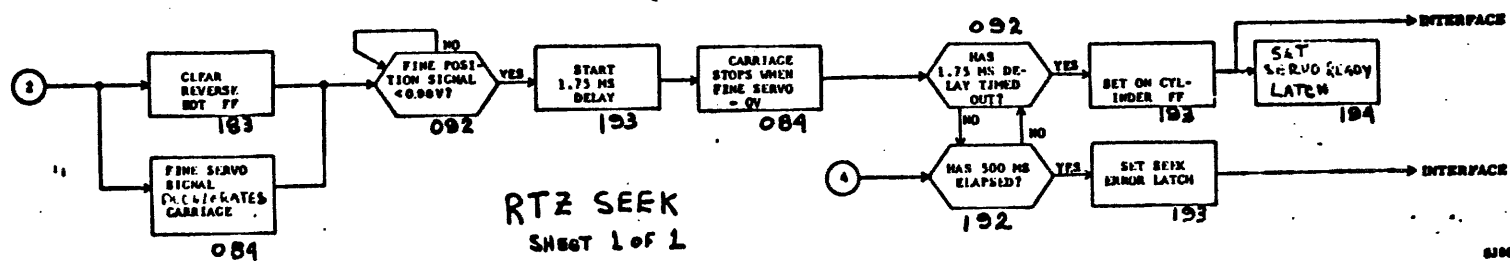 2
CLEAR
REVERSE
EOT FF
183
FINE SERVO
SIGNAL
DECELERATES
CARRIAGE
084
NO
FINE POSI-
TION SIGNAL
<0.90V?
YES
092
START
1.75 MS
DELAY
193
CARRIAGE
STOPS WHEN
FINE SERVO
= 0V
084
092
HAS
1.75 MS DE-
LAY TIMED
OUT?
YES
NO
NO
SET ON CYL-
INDER FF
193
INTERFACE
SET
SERVO READY
LATCH
194
4
HAS 500 MS
ELAPSED?
YES
192
SET SEEK
ERROR LATCH
193
INTERFACE
RTZ SEEK
SHEET 1 OF 1